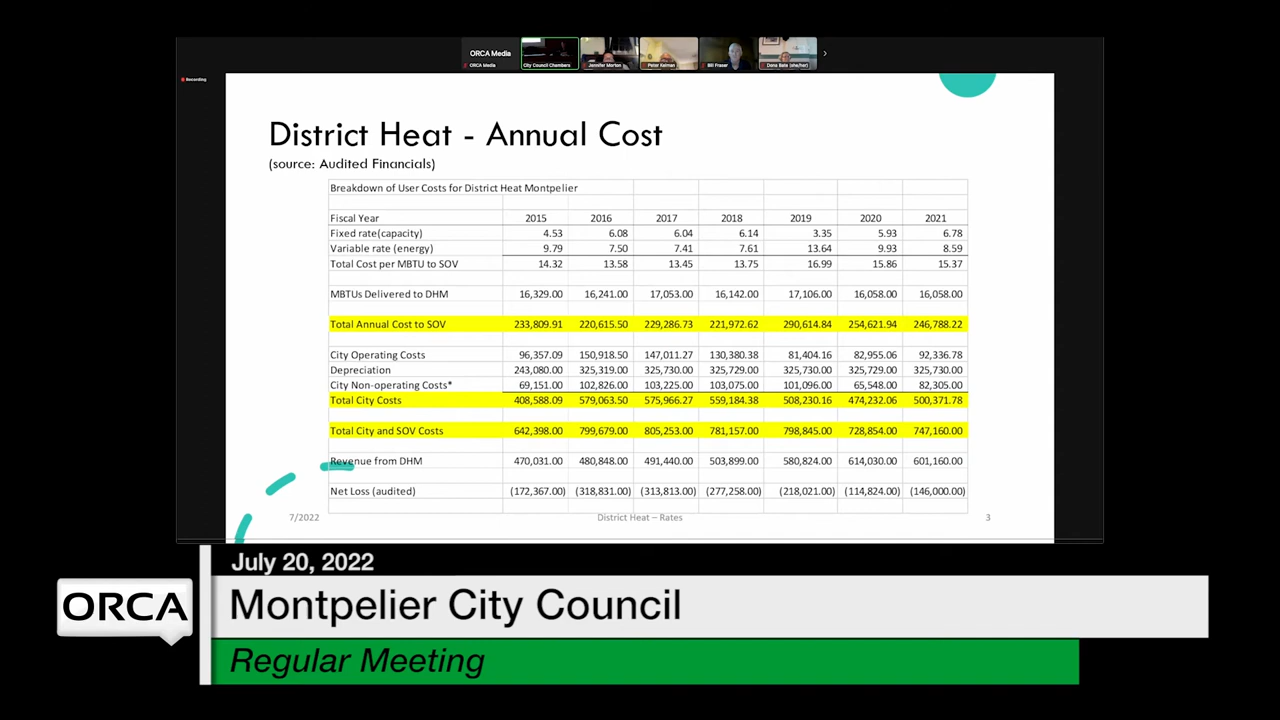 ORCA Media
ORCA Media
City Council Chambers
Jennifer Morton
Peter Kelman
Bill Fraser
Dona Bate (she/her)
Recording
District Heat - Annual Cost
(source: Audited Financials)
Breakdown of User Costs for District Heat Montpelier
Fiscal Year 2015 2016 2017 2018 2019 2020 2021
Fixed rate(capacity) 4.53 6.08 6.04 6.14 3.35 5.93 6.78
Variable rate (energy) 9.79 7.50 7.41 7.61 13.64 9.93 8.59
Total Cost per MBTU to SOV 14.32 13.58 13.45 13.75 16.99 15.86 15.37
MBTUs Delivered to DHM 16,329.00 16,241.00 17,053.00 16,142.00 17,106.00 16,058.00 16,058.00
Total Annual Cost to SOV 233,809.91 220,615.50 229,286.73 221,972.62 290,614.84 254,621.94 246,788.22
City Operating Costs 96,357.09 150,918.50 147,011.27 130,380.38 81,404.16 82,955.06 92,336.78
Depreciation 243,080.00 325,319.00 325,730.00 325,729.00 325,730.00 325,729.00 325,730.00
City Non-operating Costs* 69,151.00 102,826.00 103,225.00 103,075.00 101,096.00 65,548.00 82,305.00
Total City Costs 408,588.09 579,063.50 575,966.27 559,184.38 508,230.16 474,232.06 500,371.78
Total City and SOV Costs 642,398.00 799,679.00 805,253.00 781,157.00 798,845.00 728,854.00 747,160.00
Revenue from DHM 470,031.00 480,848.00 491,440.00 503,899.00 580,824.00 614,030.00 601,160.00
Net Loss (audited) (172,367.00) (318,831.00) (313,813.00) (277,258.00) (218,021.00) (114,824.00) (146,000.00)
7/2022 District Heat – Rates 3
July 20, 2022
ORCA
Montpelier City Council
Regular Meeting